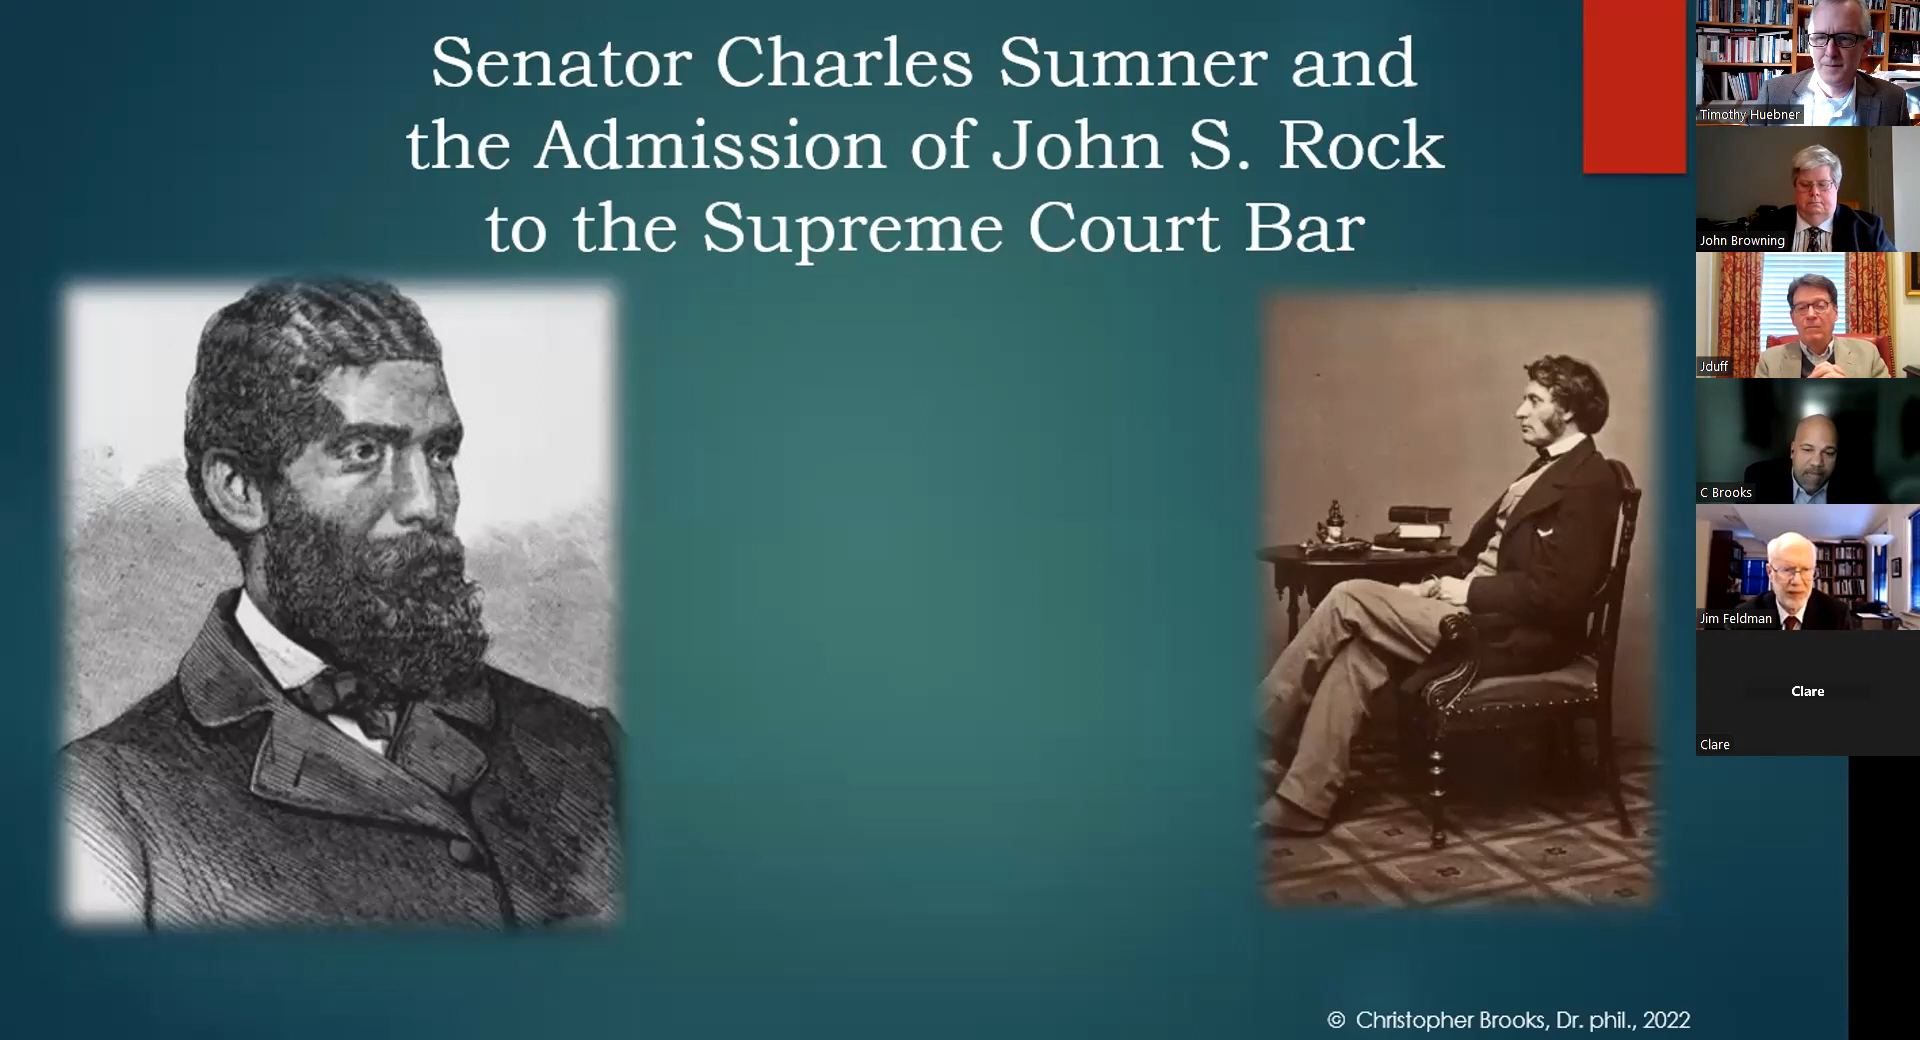 Senator Charles Sumner and
the Admission of John S. Rock
to the Supreme Court Bar
© Christopher Brooks, Dr. phil., 2022
Timothy Huebner
John Browning
Jduff
C Brooks
Jim Feldman
Clare
Clare